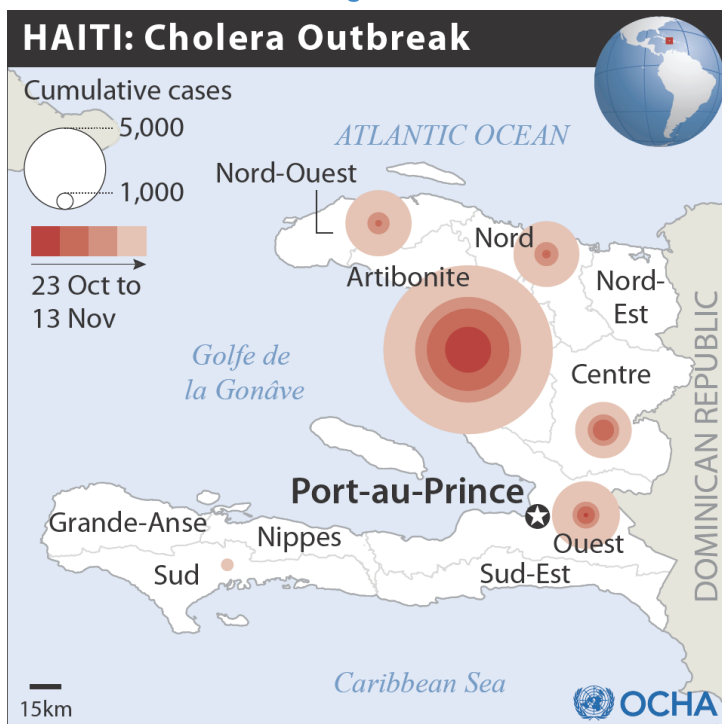 HAITI: Cholera Outbreak
Cumulative cases
5,000
1,000
23 Oct to
13 Nov
ATLANTIC OCEAN
Nord-Ouest
Nord
Artibonite
Nord-
Est
Golfe de
la Gonâve
Centre
DOMINICAN REPUBLIC
Port-au-Prince
Grande-Anse
Nippes
Ouest
Sud
Sud-Est
Caribbean Sea
15km
OCHA